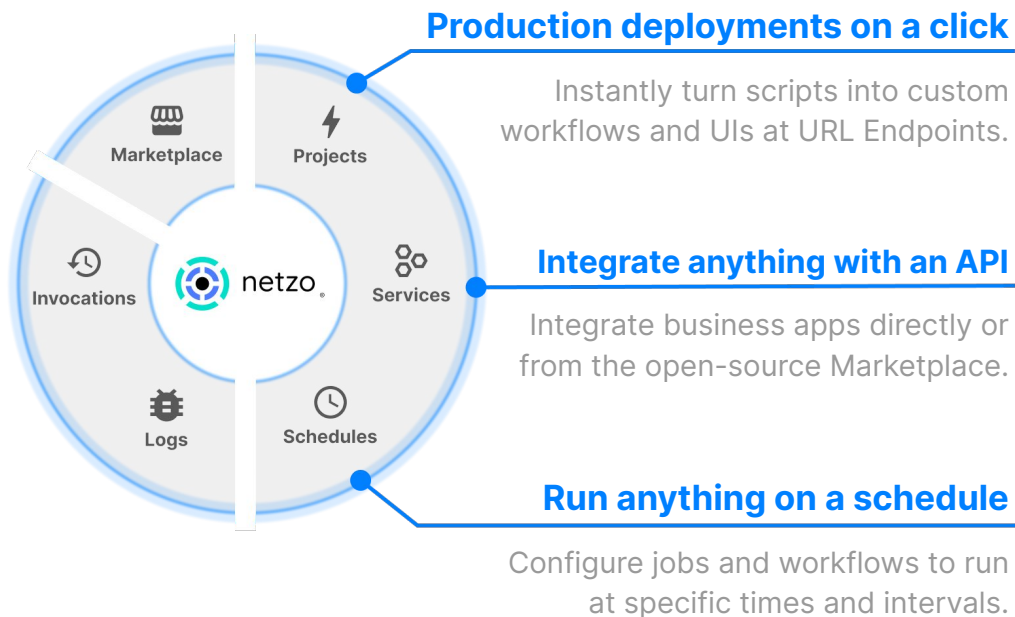 Production deployments on a click
Instantly turn scripts into custom
workflows and UIs at URL Endpoints.
Marketplace
Projects
Integrate anything with an API
Integrate business apps directly or
from the open-source Marketplace.
Invocations
netzo®
Services
Logs
Schedules
Run anything on a schedule
Configure jobs and workflows to run
at specific times and intervals.